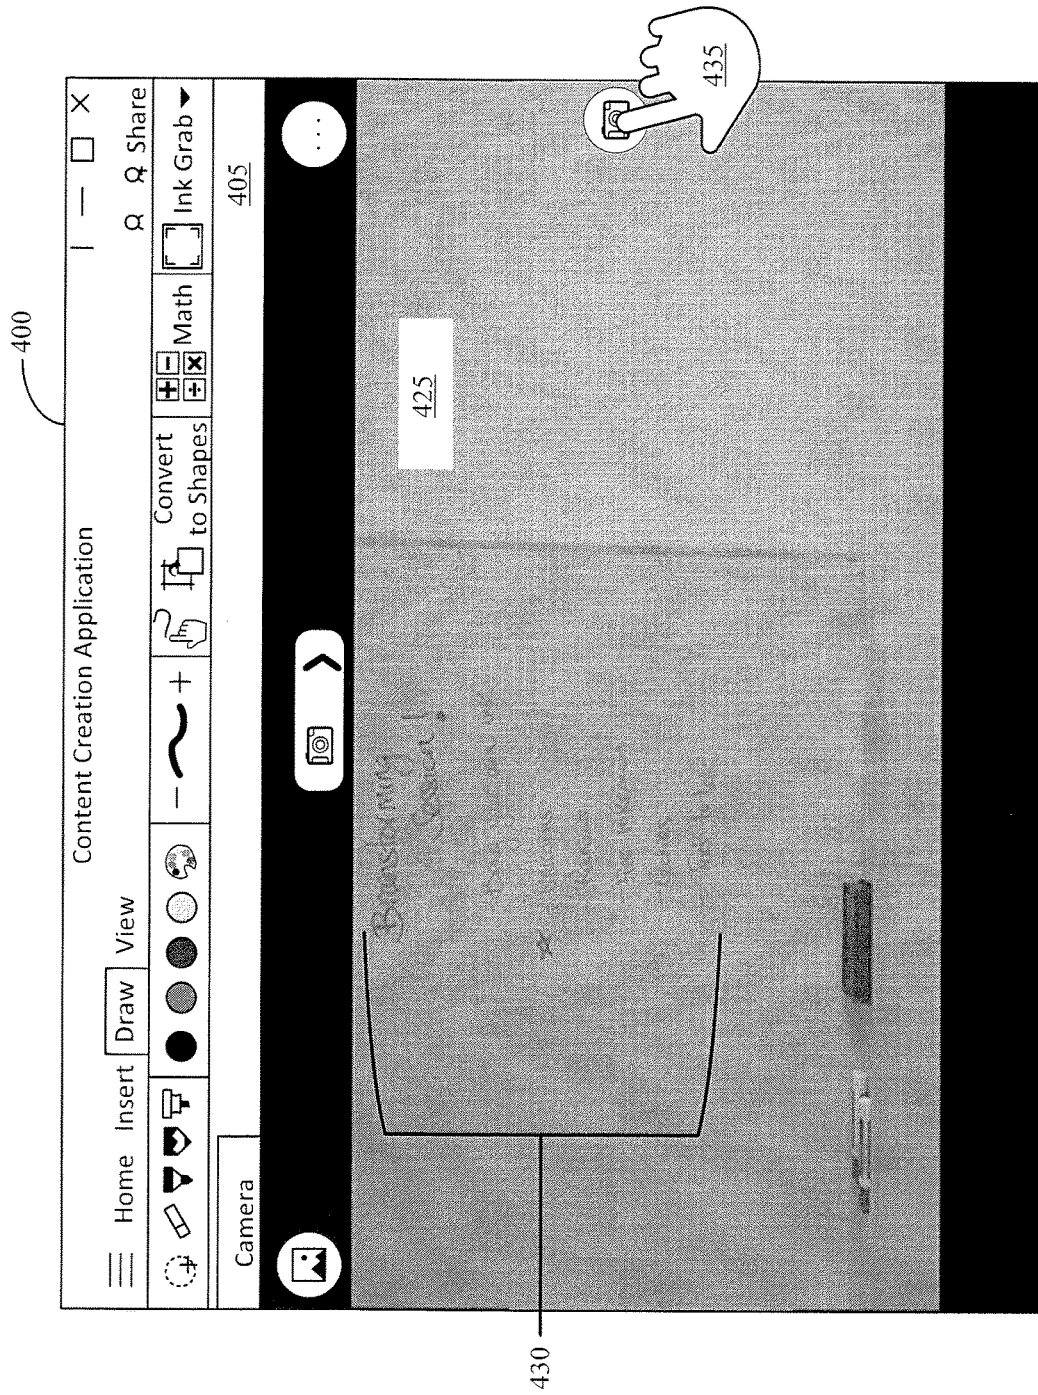 400
Content Creation Application
Share
Home Insert Draw View
Convert to Shapes
Math
Ink Grab
Camera
405
425
Brainstorming
Session!
430
435